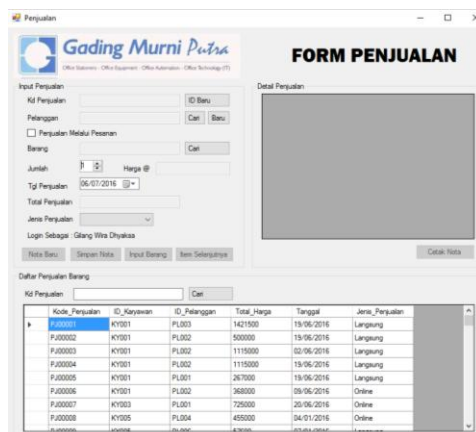 Penjualan
Gading Murni Putra
Office Stationery - Office Equipment - Office Automation - Office Technology (IT)
FORM PENJUALAN
Input Penjualan
Detail Penjualan
Kd Penjualan ID Baru
Pelanggan Cari Baru
Penjualan Melalui Pesanan
Barang Cari
Jumlah 1 Harga @
Tgl Penjualan 06/07/2016
Total Penjualan
Jenis Penjualan
Login Sebagai : Gilang Wira Dhyaksa
Nota Baru Simpan Nota Input Barang Item Selanjutnya
Cetak Nota
Daftar Penjualan Barang
Kd Penjualan Cari
Kode_Penjualan ID_Karyawan ID_Pelanggan Total_Harga Tanggal Jenis_Penjualan
PJ00001 KY001 PL003 1421500 19/06/2016 Langsung
PJ00002 KY001 PL002 500000 19/06/2016 Langsung
PJ00003 KY001 PL002 1115000 02/06/2016 Langsung
PJ00004 KY001 PL002 1115000 19/06/2016 Langsung
PJ00005 KY001 PL001 267000 19/06/2016 Langsung
PJ00006 KY001 PL002 368000 09/06/2016 Online
PJ00007 KY003 PL001 725000 20/06/2016 Langsung
PJ00008 KY005 PL004 455000 04/01/2016 Langsung